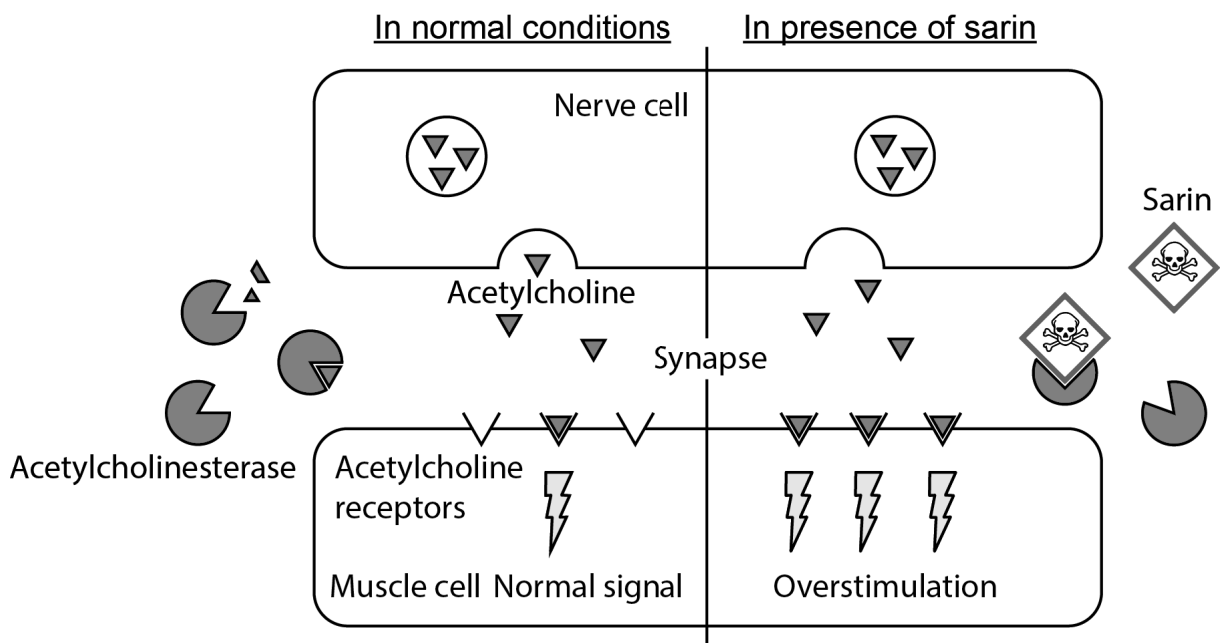 In normal conditions
In presence of sarin
Nerve cell
Sarin
Acetylcholine
Synapse
Acetylcholinesterase
Acetylcholine
receptors
Muscle cell
Normal signal
Overstimulation